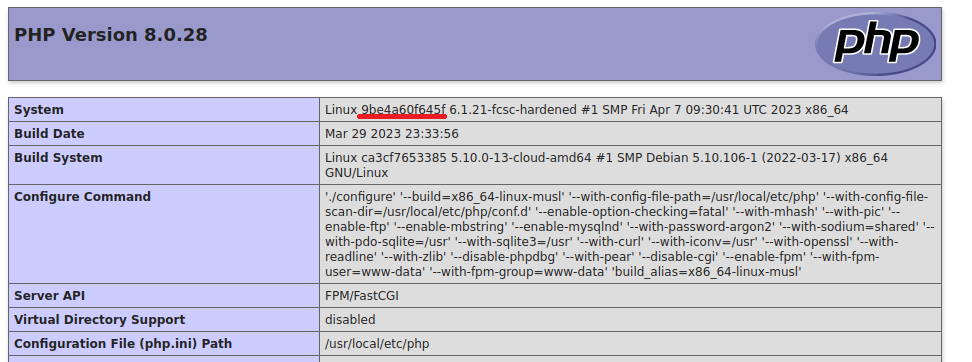 PHP Version 8.0.28
php
System Linux 9be4a60f645f 6.1.21-fcsc-hardened #1 SMP Fri Apr 7 09:30:41 UTC 2023 x86_64
Build Date Mar 29 2023 23:33:56
Build System Linux ca3cf7653385 5.10.0-13-cloud-amd64 #1 SMP Debian 5.10.106-1 (2022-03-17) x86_64
GNU/Linux
Configure Command './configure' '--build=x86_64-linux-musl' '--with-config-file-path=/usr/local/etc/php' '--with-config-file-
scan-dir=/usr/local/etc/php/conf.d' '--enable-option-checking=fatal' '--with-mhash' '--with-pic' '--
enable-ftp' '--enable-mbstring' '--enable-mysqlnd' '--with-password-argon2' '--with-sodium=shared' '--
with-pdo-sqlite=/usr' '--with-sqlite3=/usr' '--with-curl' '--with-iconv=/usr' '--with-openssl' '--with-
readline' '--with-zlib' '--disable-phpdbg' '--with-pear' '--disable-cgi' '--enable-fpm' '--with-fpm-
user=www-data' '--with-fpm-group=www-data' 'build_alias=x86_64-linux-musl'
Server API FPM/FastCGI
Virtual Directory Support disabled
Configuration File (php.ini) Path /usr/local/etc/php